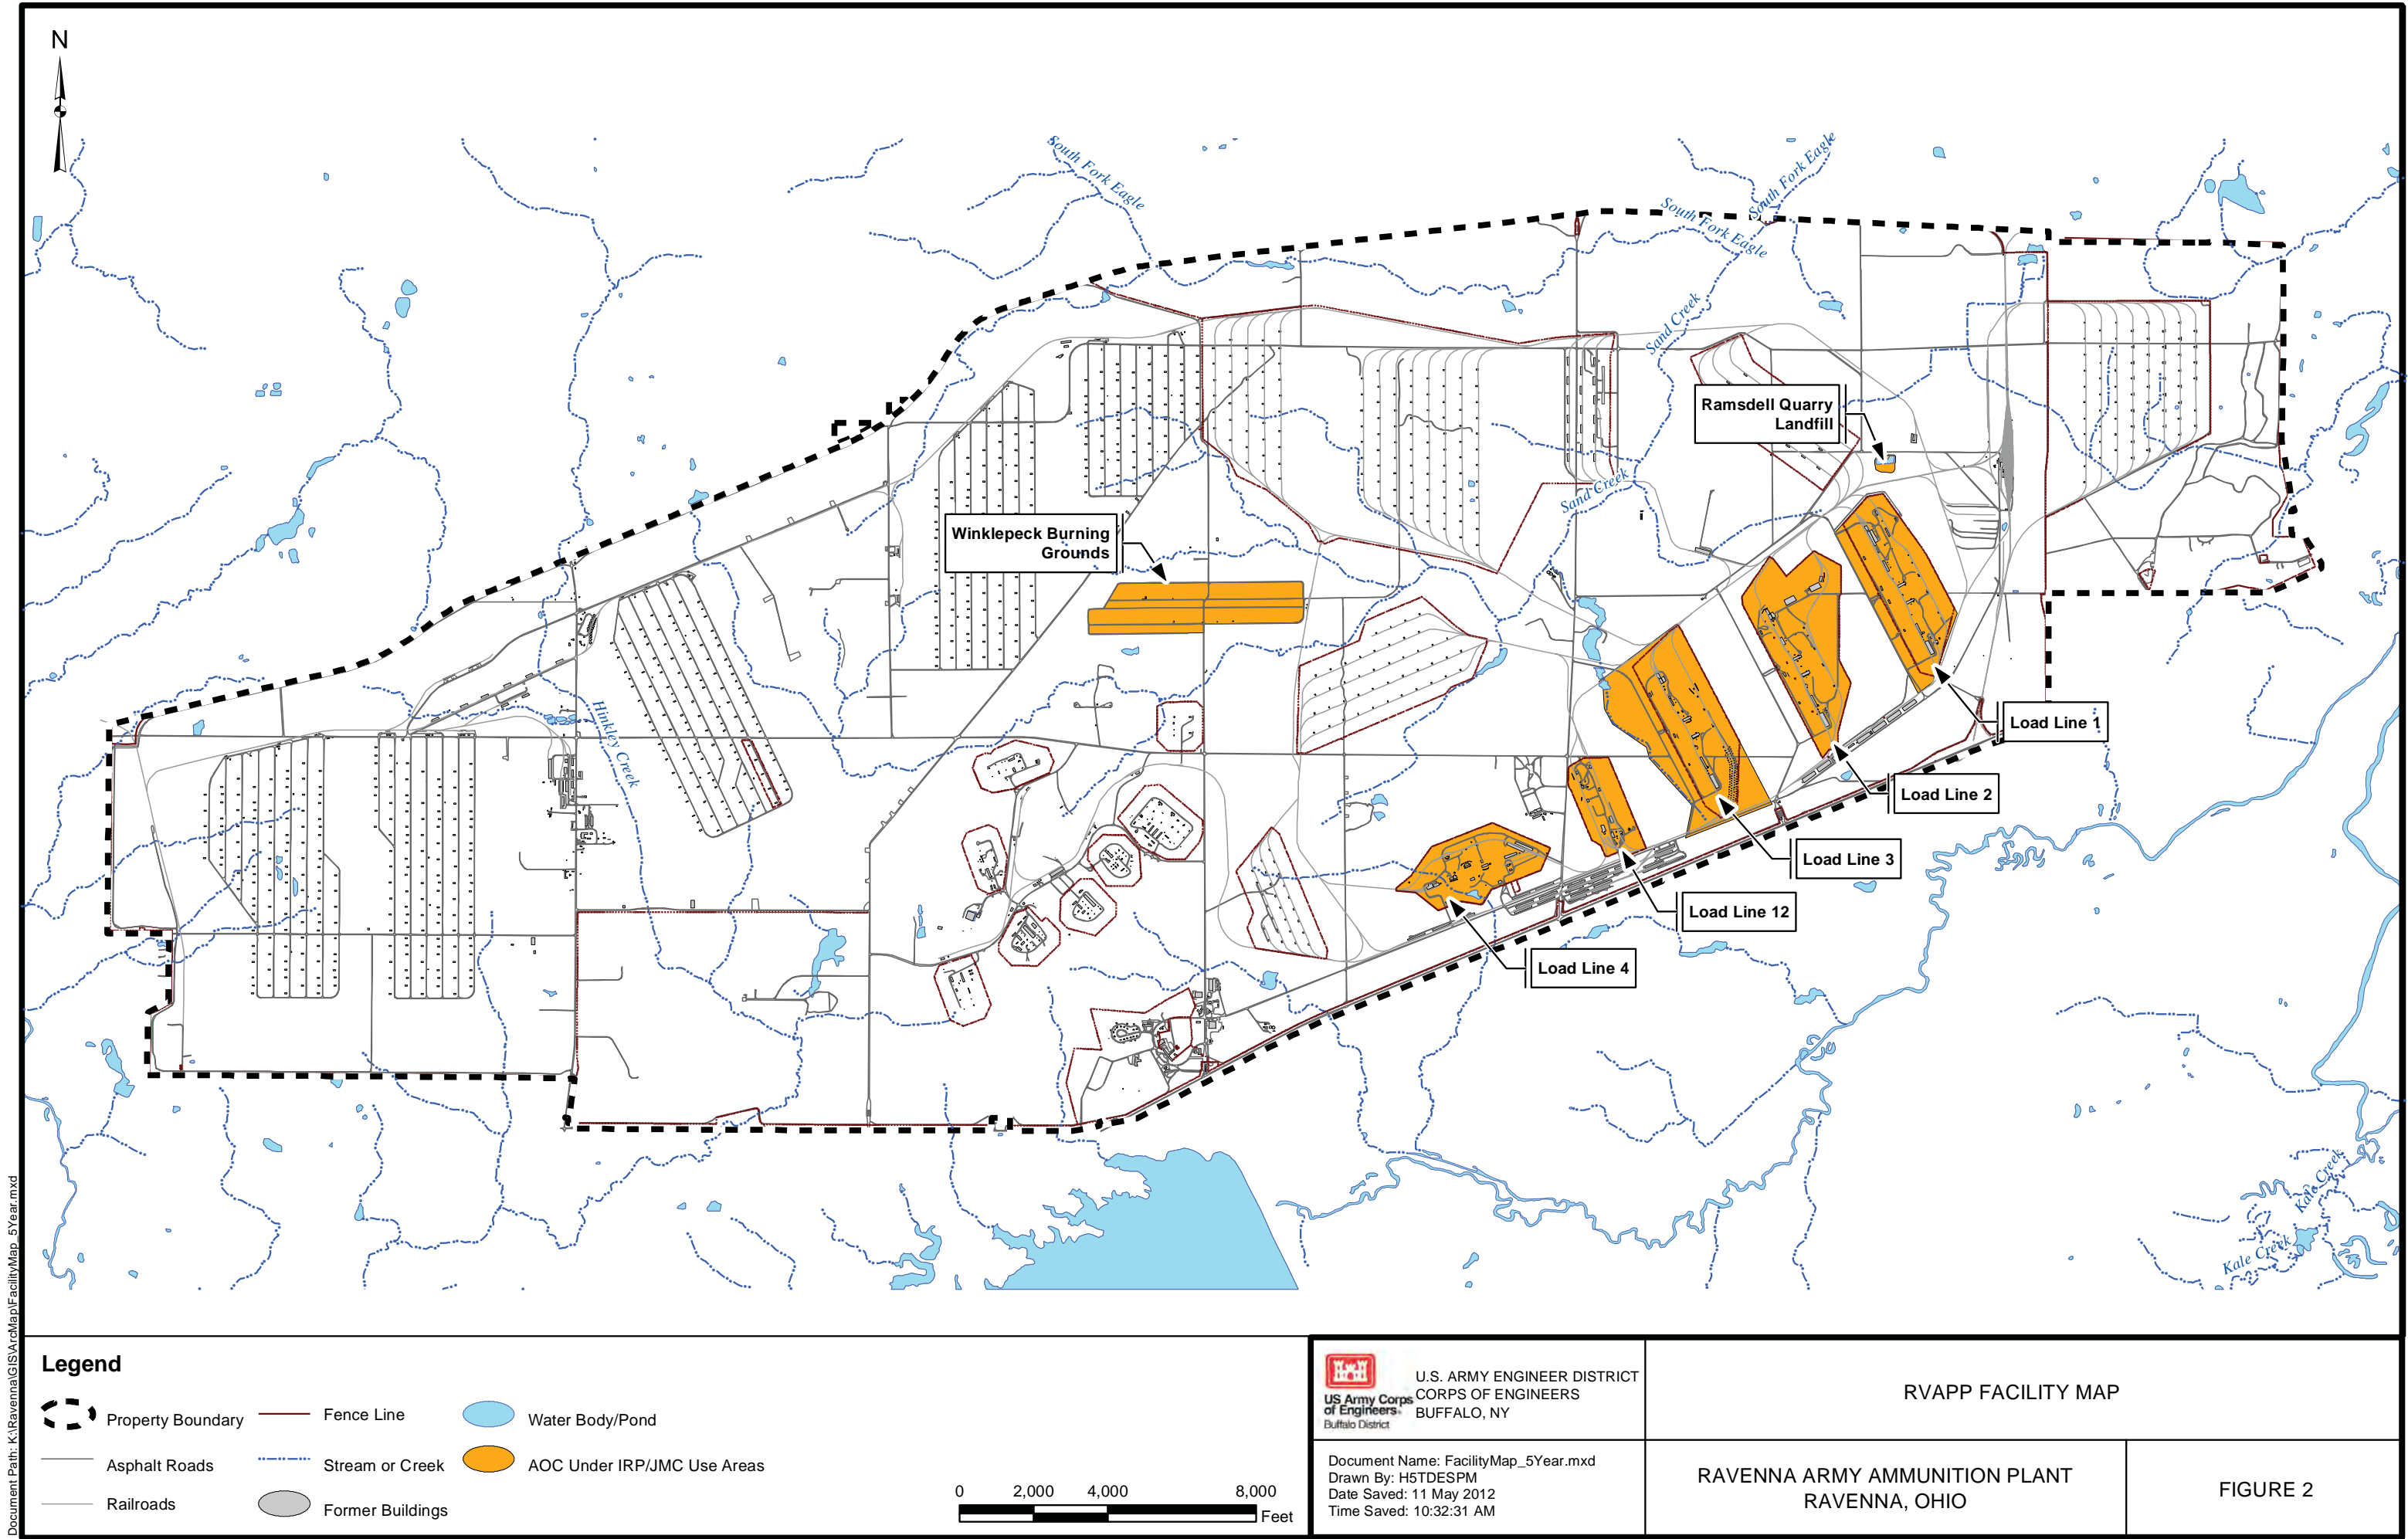 N
South Fork Eagle
South Fork Eagle
South Fork Eagle
Sand Creek
Ramsdell Quarry
Landfill
Sand Creek
Winklepeck Burning
Grounds
Hinkley Creek
Load Line 1
Load Line 2
Load Line 3
Load Line 12
Load Line 4
Kale Creek
Kale Creek
Document Path: K:\Ravenna\GIS\ArcMap\FacilityMap_5Year.mxd
Legend
Property Boundary
Fence Line
Water Body/Pond
Asphalt Roads
Stream or Creek
AOC Under IRP/JMC Use Areas
Railroads
Former Buildings
0 2,000 4,000 8,000
Feet
US Army Corps
of Engineers®
Buffalo District
U.S. ARMY ENGINEER DISTRICT
CORPS OF ENGINEERS
BUFFALO, NY
RVAPP FACILITY MAP
Document Name: FacilityMap_5Year.mxd
Drawn By: H5TDESPM
Date Saved: 11 May 2012
Time Saved: 10:32:31 AM
RAVENNA ARMY AMMUNITION PLANT
RAVENNA, OHIO
FIGURE 2